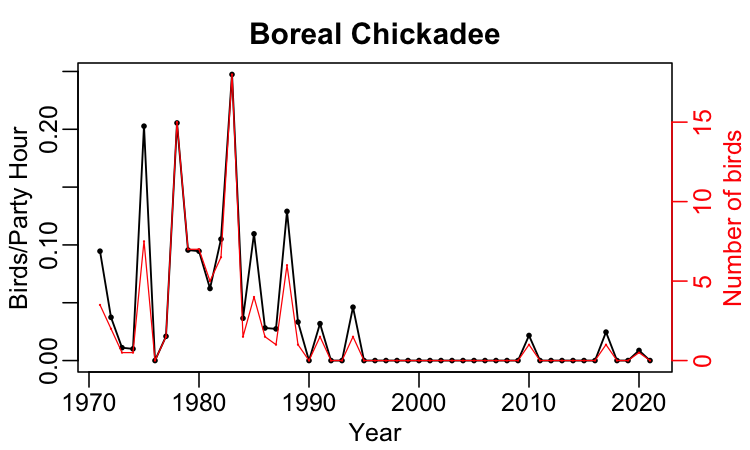 Boreal Chickadee
Birds/Party Hour
0.00 0.10 0.20
Number of birds
0 5 10 15
1970 1980 1990 2000 2010 2020
Year